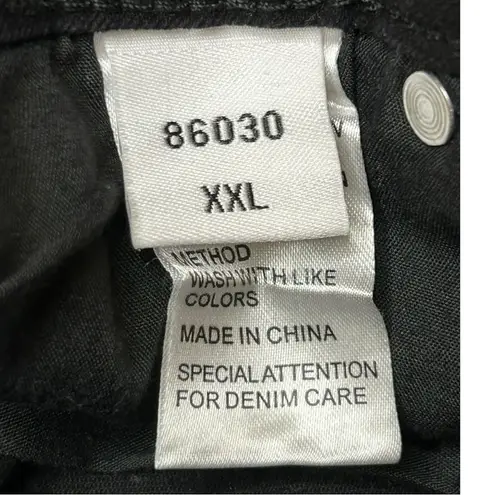 86030
XXL
METHOD
WASH WITH LIKE
COLORS
MADE IN CHINA
SPECIAL ATTENTION
FOR DENIM CARE